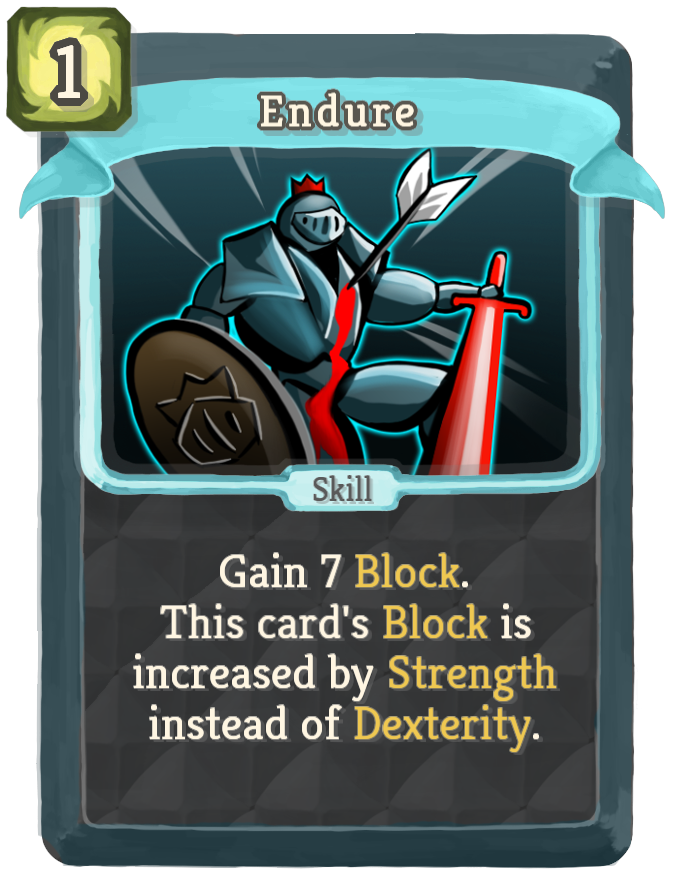 1
Endure
Skill
Gain 7 Block.
This card's Block is
increased by Strength
instead of Dexterity.